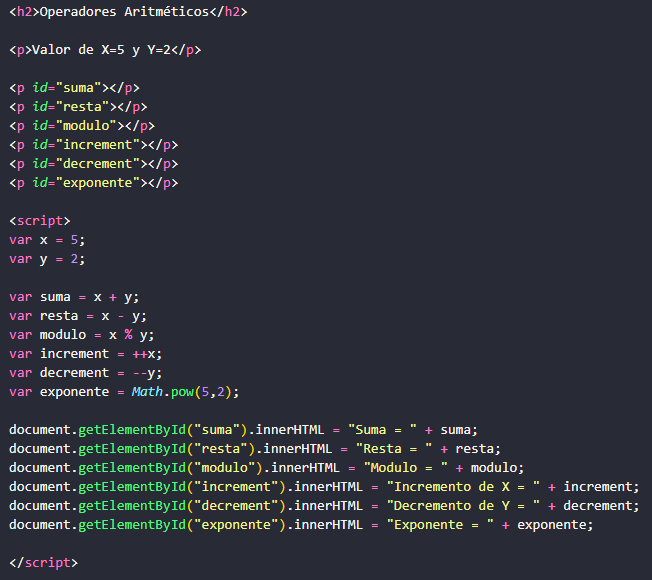 <h2>Operadores Aritméticos</h2>
<p>Valor de X=5 y Y=2</p>
<p id="suma"></p>
<p id="resta"></p>
<p id="modulo"></p>
<p id="increment"></p>
<p id="decrement"></p>
<p id="exponente"></p>
<script>
var x = 5;
var y = 2;
var suma = x + y;
var resta = x - y;
var modulo = x % y;
var increment = ++x;
var decrement = --y;
var exponente = Math.pow(5,2);
document.getElementById("suma").innerHTML = "Suma = " + suma;
document.getElementById("resta").innerHTML = "Resta = " + resta;
document.getElementById("modulo").innerHTML = "Modulo = " + modulo;
document.getElementById("increment").innerHTML = "Incremento de X = " + increment;
document.getElementById("decrement").innerHTML = "Decremento de Y = " + decrement;
document.getElementById("exponente").innerHTML = "Exponente = " + exponente;
</script>